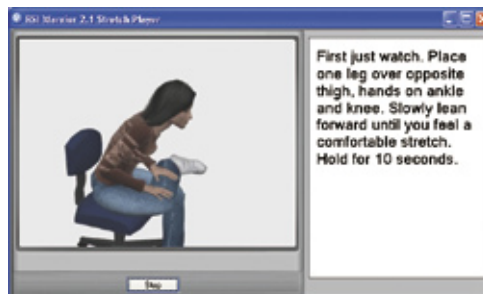 RSI Warrior 2.1 Stretch Player
First just watch. Place
one leg over opposite
thigh, hands on ankle
and knee. Slowly lean
forward until you feel a
comfortable stretch.
Hold for 10 seconds.
Stop